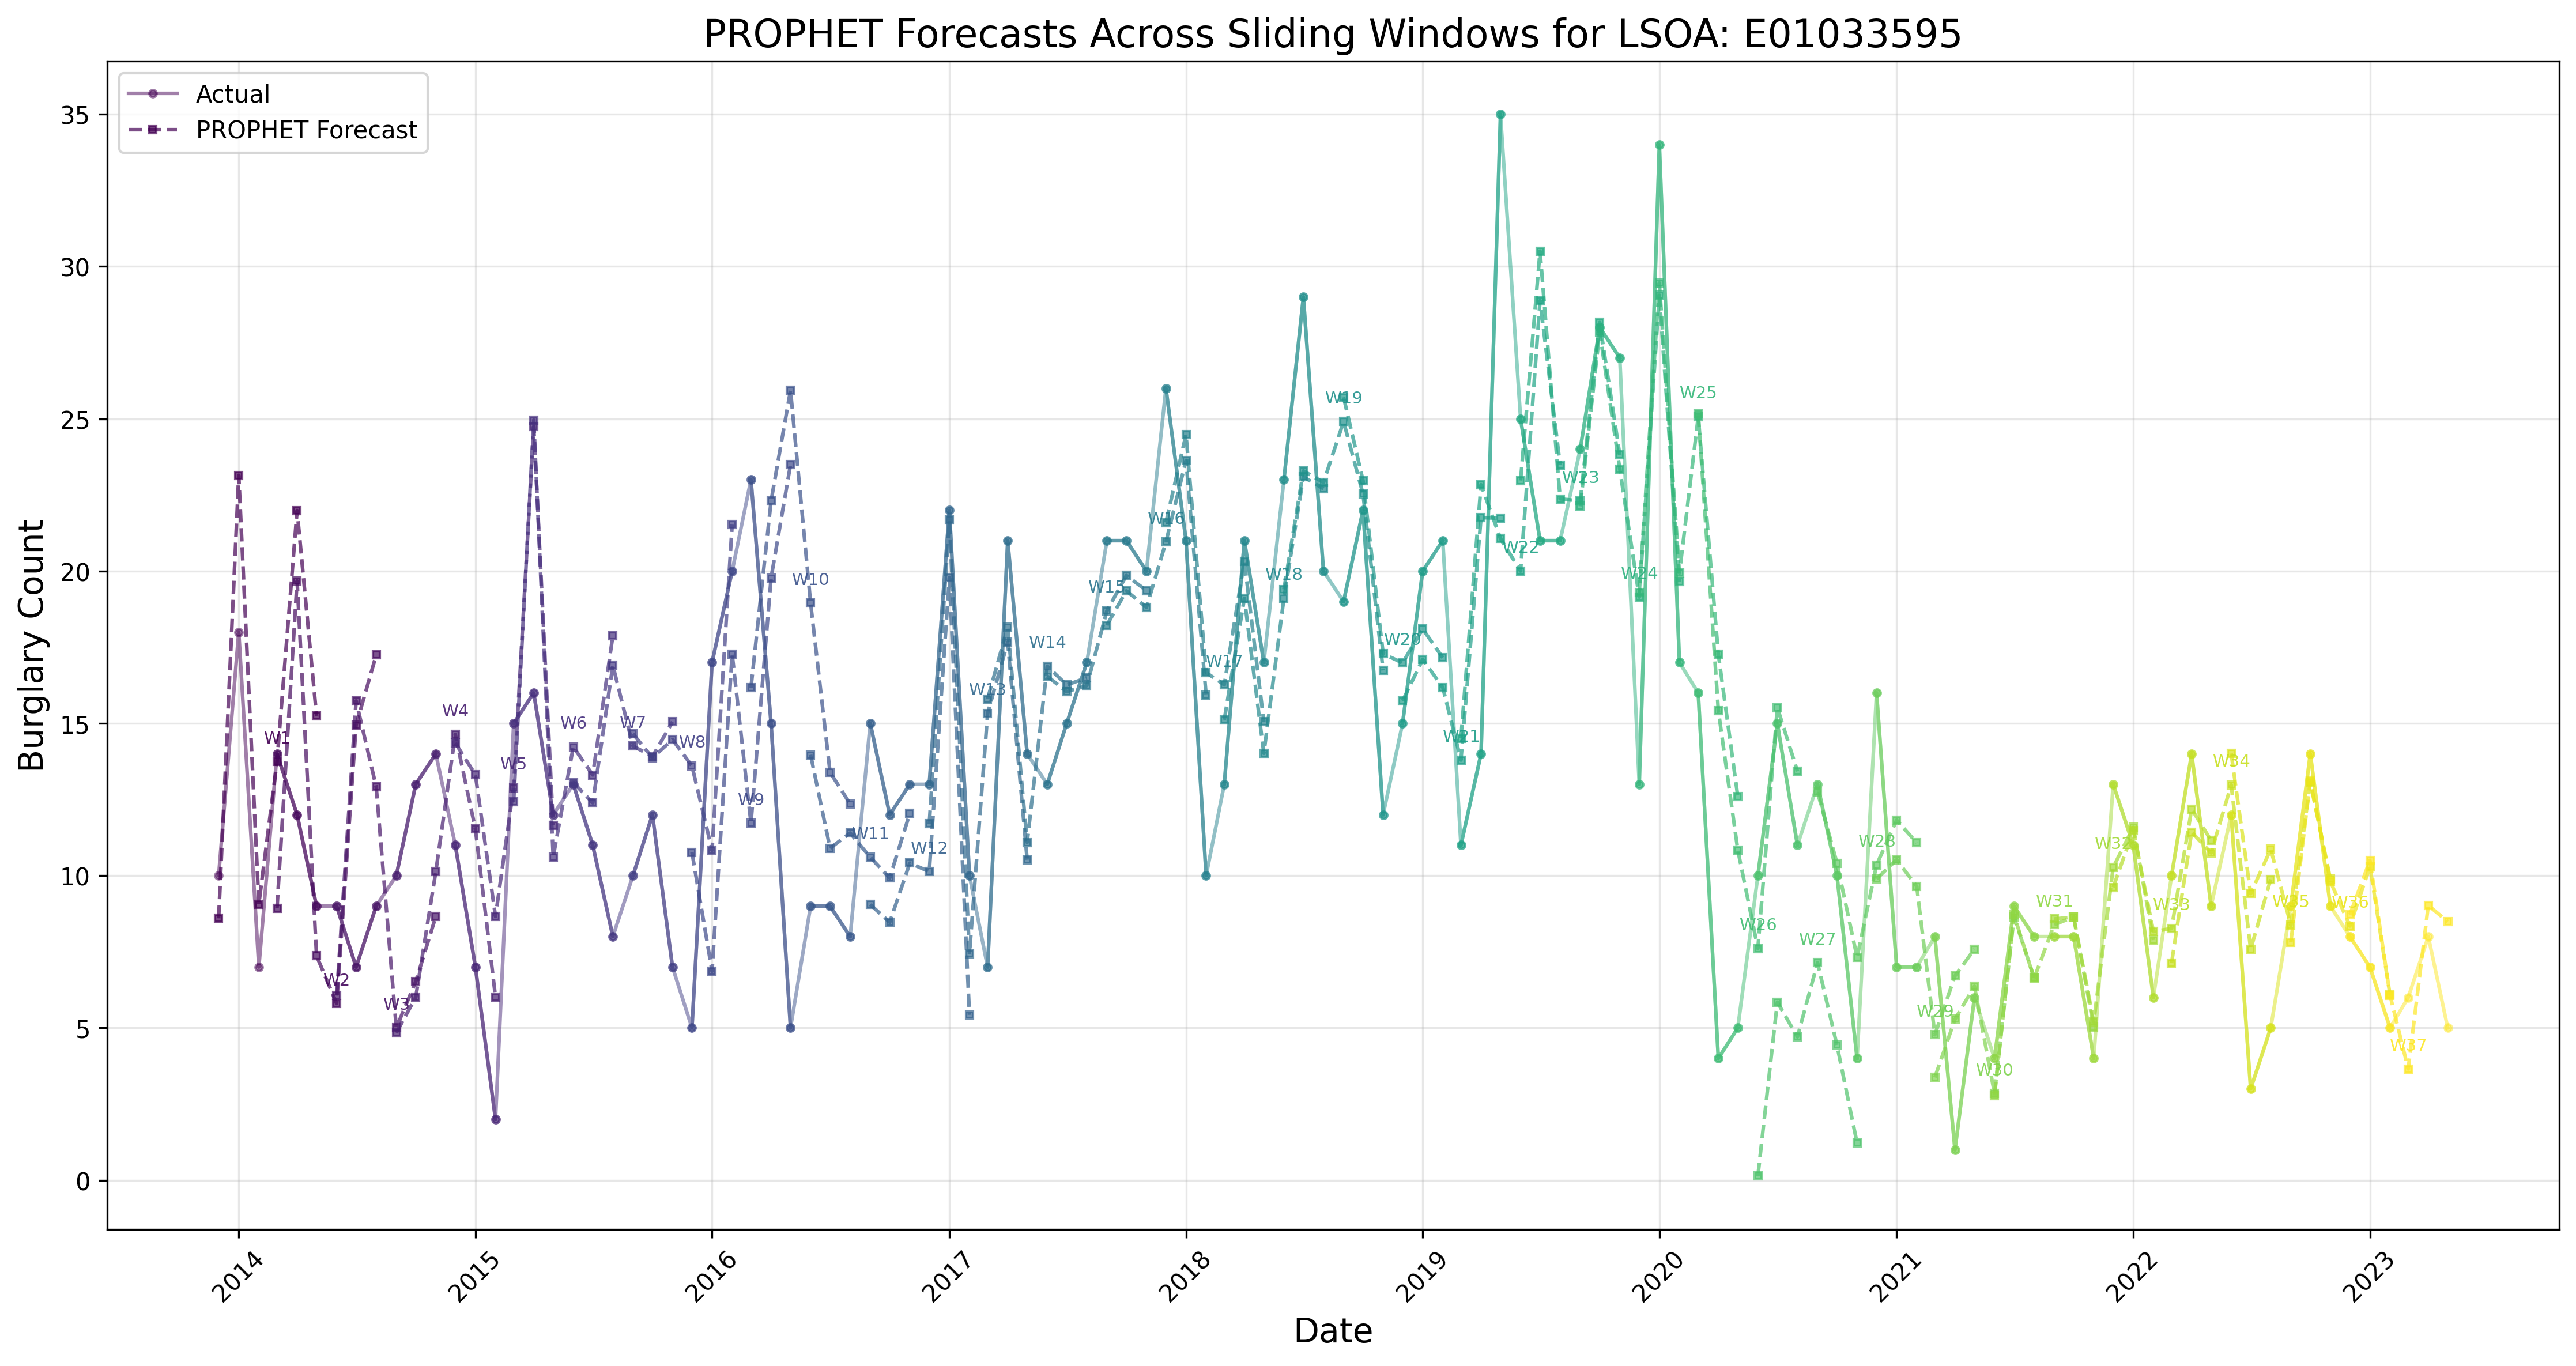 PROPHET Forecasts Across Sliding Windows for LSOA: E01033595
Actual
PROPHET Forecast
Burglary Count
35
30
25
20
15
10
5
0
W1
W2
W3
W4
W5
W6
W7
W8
W9
W10
W11
W12
W13
W14
W15
W16
W17
W18
W19
W20
W21
W22
W23
W24
W25
W26
W27
W28
W29
W30
W31
W32
W33
W34
W35
W36
W37
2014
2015
2016
2017
2018
2019
2020
2021
2022
2023
Date